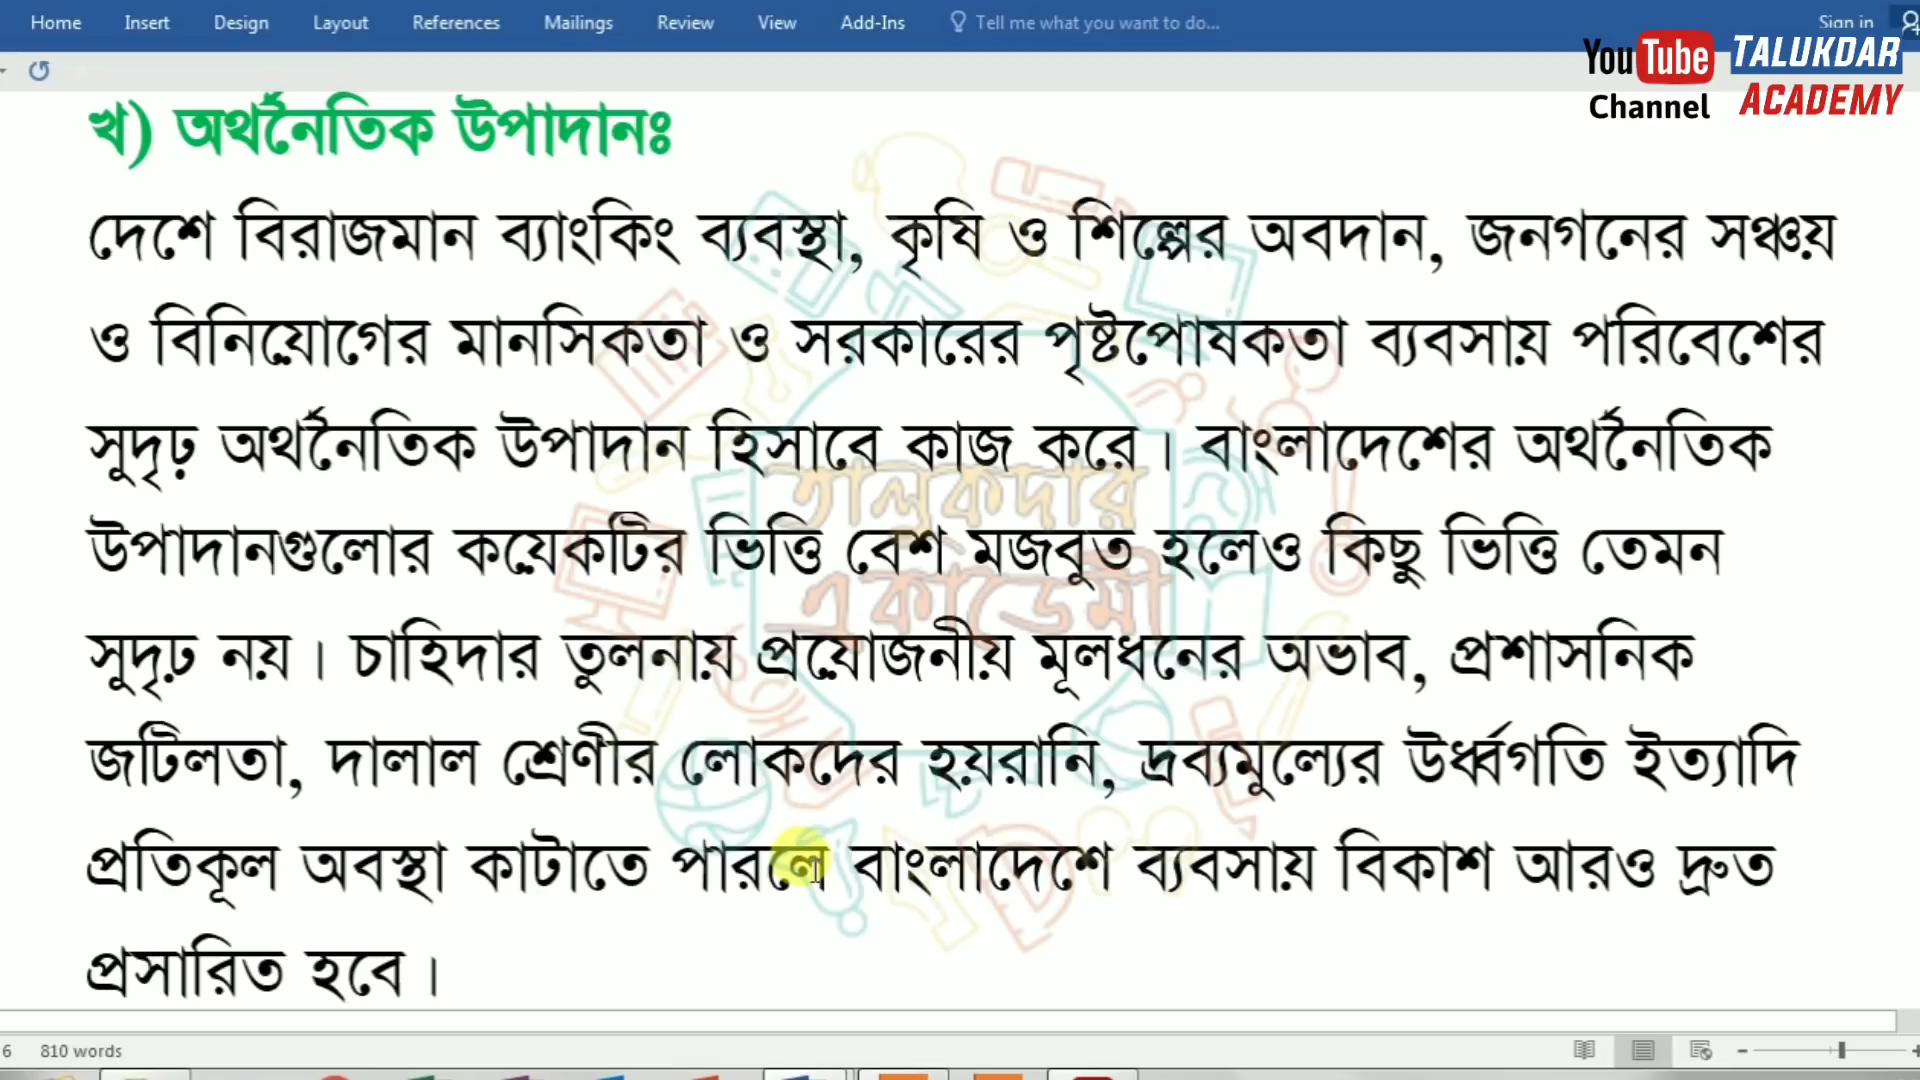 Home Insert Design Layout References Mailings Review View Add-Ins Tell me what you want to do... Sign in
YouTube Channel TALUKDAR ACADEMY
খ) অর্থনৈতিক উপাদানঃ
দেশে বিরাজমান ব্যাংকিং ব্যবস্থা, কৃষি ও শিল্পের অবদান, জনগনের সঞ্চয়
ও বিনিয়োগের মানসিকতা ও সরকারের পৃষ্টপোষকতা ব্যবসায় পরিবেশের
সুদৃঢ় অর্থনৈতিক উপাদান হিসাবে কাজ করে। বাংলাদেশের অর্থনৈতিক
উপাদানগুলোর কয়েকটির ভিত্তি বেশ মজবুত হলেও কিছু ভিত্তি তেমন
সুদৃঢ় নয়। চাহিদার তুলনায় প্রয়োজনীয় মূলধনের অভাব, প্রশাসনিক
জটিলতা, দালাল শ্রেণীর লোকদের হয়রানি, দ্রব্যমুল্যের উর্ধ্বগতি ইত্যাদি
প্রতিকূল অবস্থা কাটাতে পারলে বাংলাদেশে ব্যবসায় বিকাশ আরও দ্রুত
প্রসারিত হবে।
তালুকদার
একাডেমী
6 810 words